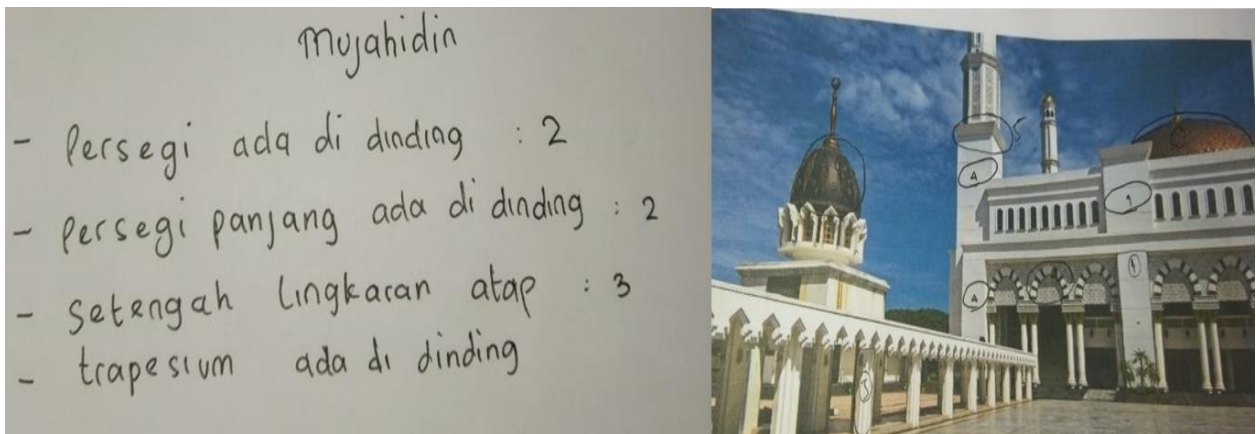 Mujahidin
- Persegi ada di dinding : 2
- Persegi panjang ada di dinding : 2
- Setengah lingkaran atap : 3
- trapesium ada di dinding